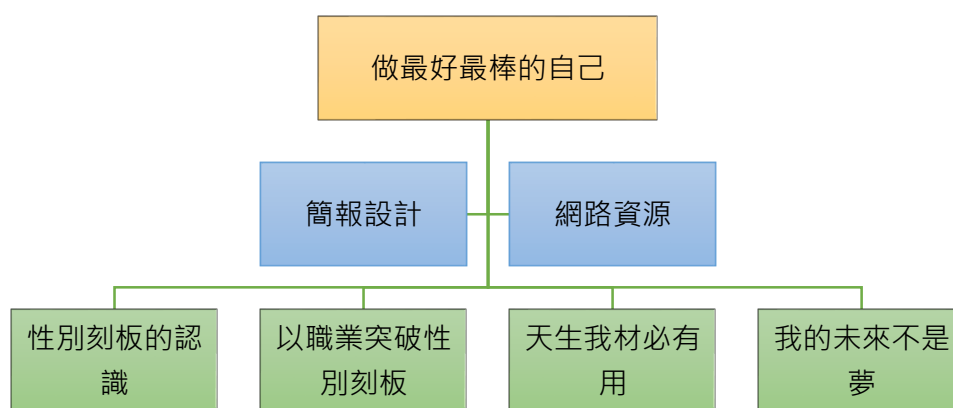 做最好最棒的自己
簡報設計
網路資源
性別刻板的認
識
以職業突破性
別刻板
天生我材必有
用
我的未來不是
夢